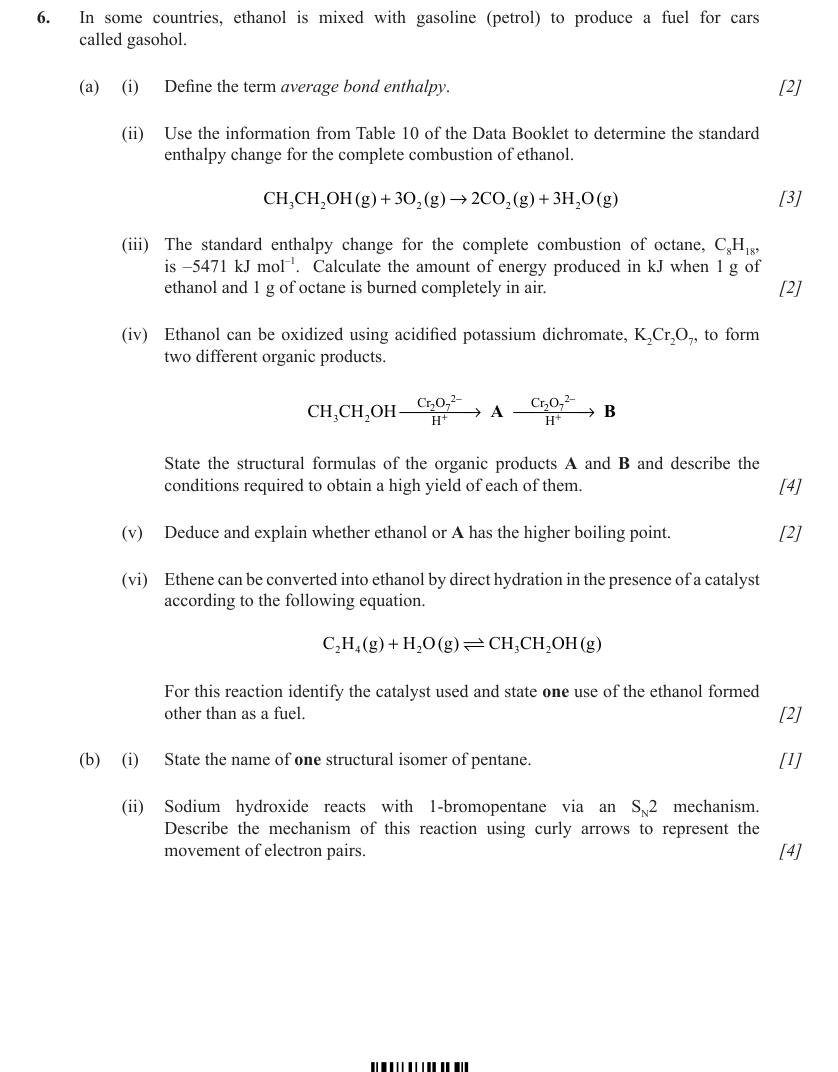 6. In some countries, ethanol is mixed with gasoline (petrol) to produce a fuel for cars
called gasohol.
(a) (i) Define the term average bond enthalpy. [2]
(ii) Use the information from Table 10 of the Data Booklet to determine the standard
enthalpy change for the complete combustion of ethanol.
CH₃CH₂OH(g) + 3O₂(g) → 2CO₂(g) + 3H₂O(g) [3]
(iii) The standard enthalpy change for the complete combustion of octane, C₈H₁₈,
is –5471 kJ mol⁻¹. Calculate the amount of energy produced in kJ when 1 g of
ethanol and 1 g of octane is burned completely in air. [2]
(iv) Ethanol can be oxidized using acidified potassium dichromate, K₂Cr₂O₇, to form
two different organic products.
CH₃CH₂OH —Cr₂O₇²⁻/H⁺→ A —Cr₂O₇²⁻/H⁺→ B
State the structural formulas of the organic products A and B and describe the
conditions required to obtain a high yield of each of them. [4]
(v) Deduce and explain whether ethanol or A has the higher boiling point. [2]
(vi) Ethene can be converted into ethanol by direct hydration in the presence of a catalyst
according to the following equation.
C₂H₄(g) + H₂O(g) ⇌ CH₃CH₂OH(g)
For this reaction identify the catalyst used and state one use of the ethanol formed
other than as a fuel. [2]
(b) (i) State the name of one structural isomer of pentane. [1]
(ii) Sodium hydroxide reacts with 1-bromopentane via an S_N2 mechanism.
Describe the mechanism of this reaction using curly arrows to represent the
movement of electron pairs. [4]